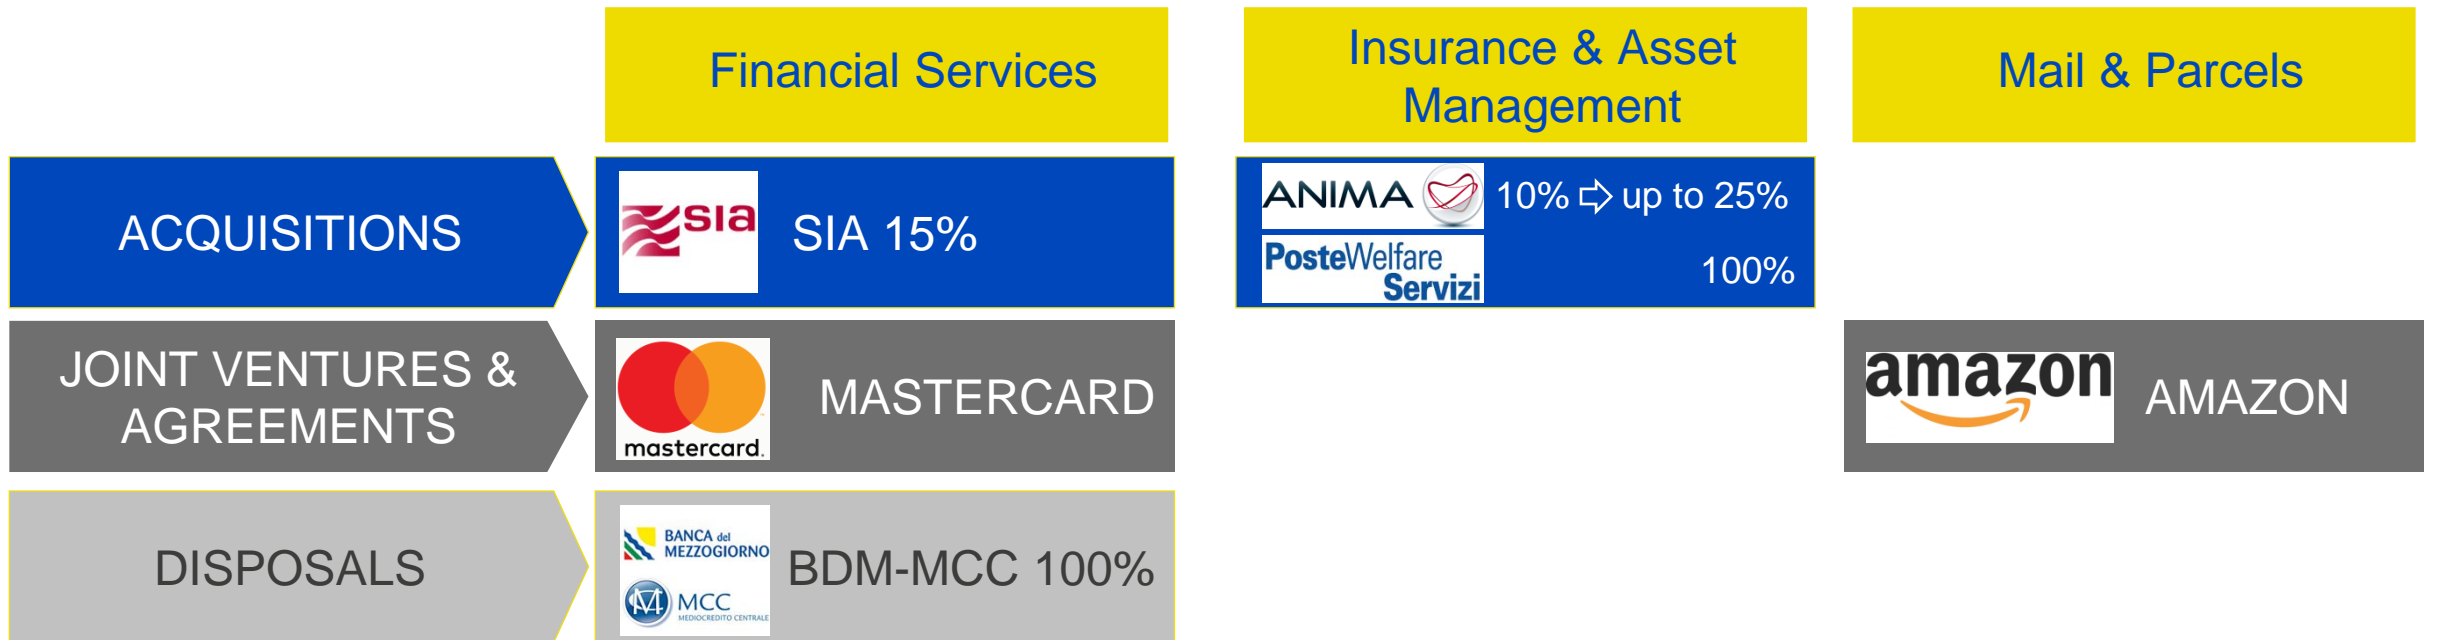 Financial Services
Insurance & Asset
Management
Mail & Parcels
ACQUISITIONS
sia
SIA 15%
ANIMA
10% ⇨ up to 25%
PosteWelfare
Servizi
100%
JOINT VENTURES &
AGREEMENTS
mastercard.
MASTERCARD
amazon
AMAZON
DISPOSALS
BANCA del
MEZZOGIORNO
MCC
MEDIOCREDITO CENTRALE
BDM-MCC 100%